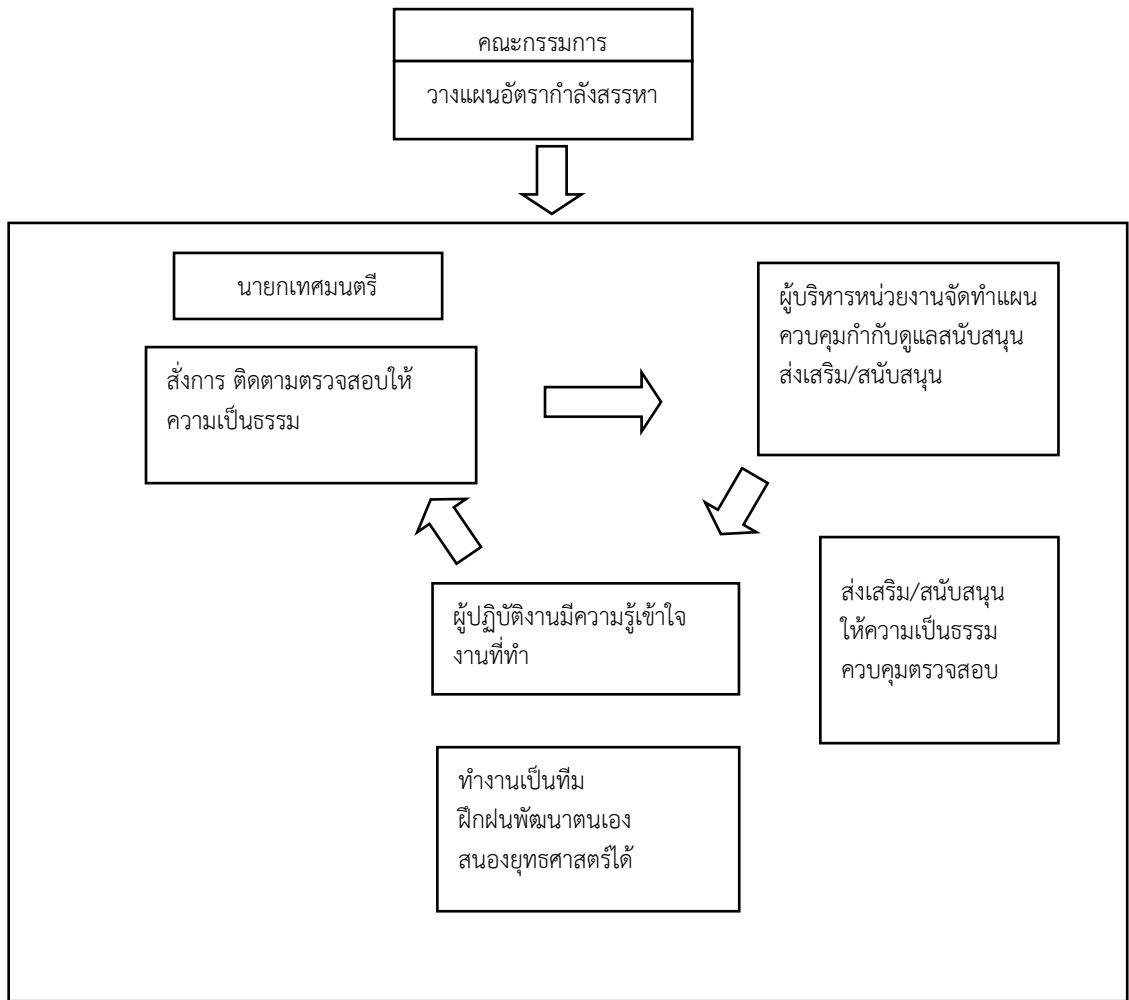 คณะกรรมการ
วางแผนอัตรากำลังสรรหา
นายกเทศมนตรี
สั่งการ ติดตามตรวจสอบให้
ความเป็นธรรม
ผู้บริหารหน่วยงานจัดทำแผน
ควบคุมกำกับดูแลสนับสนุน
ส่งเสริม/สนับสนุน
ส่งเสริม/สนับสนุน
ให้ความเป็นธรรม
ควบคุมตรวจสอบ
ผู้ปฏิบัติงานมีความรู้เข้าใจ
งานที่ทำ
ทำงานเป็นทีม
ฝึกฝนพัฒนาตนเอง
สนองยุทธศาสตร์ได้